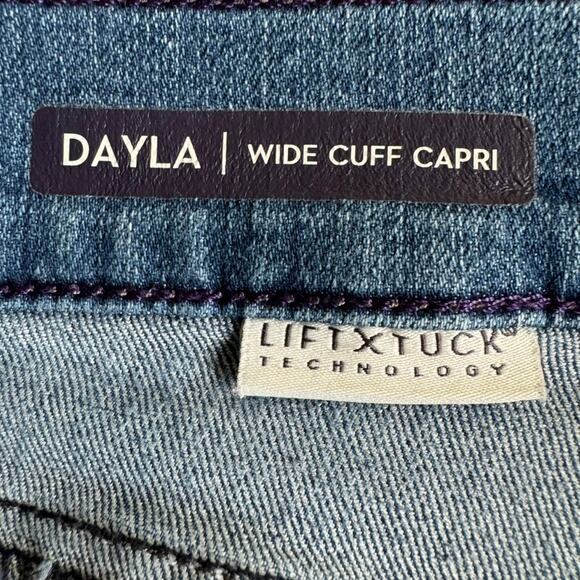 DAYLA | WIDE CUFF CAPRI
LIFTXTUCK®
TECHNOLOGY